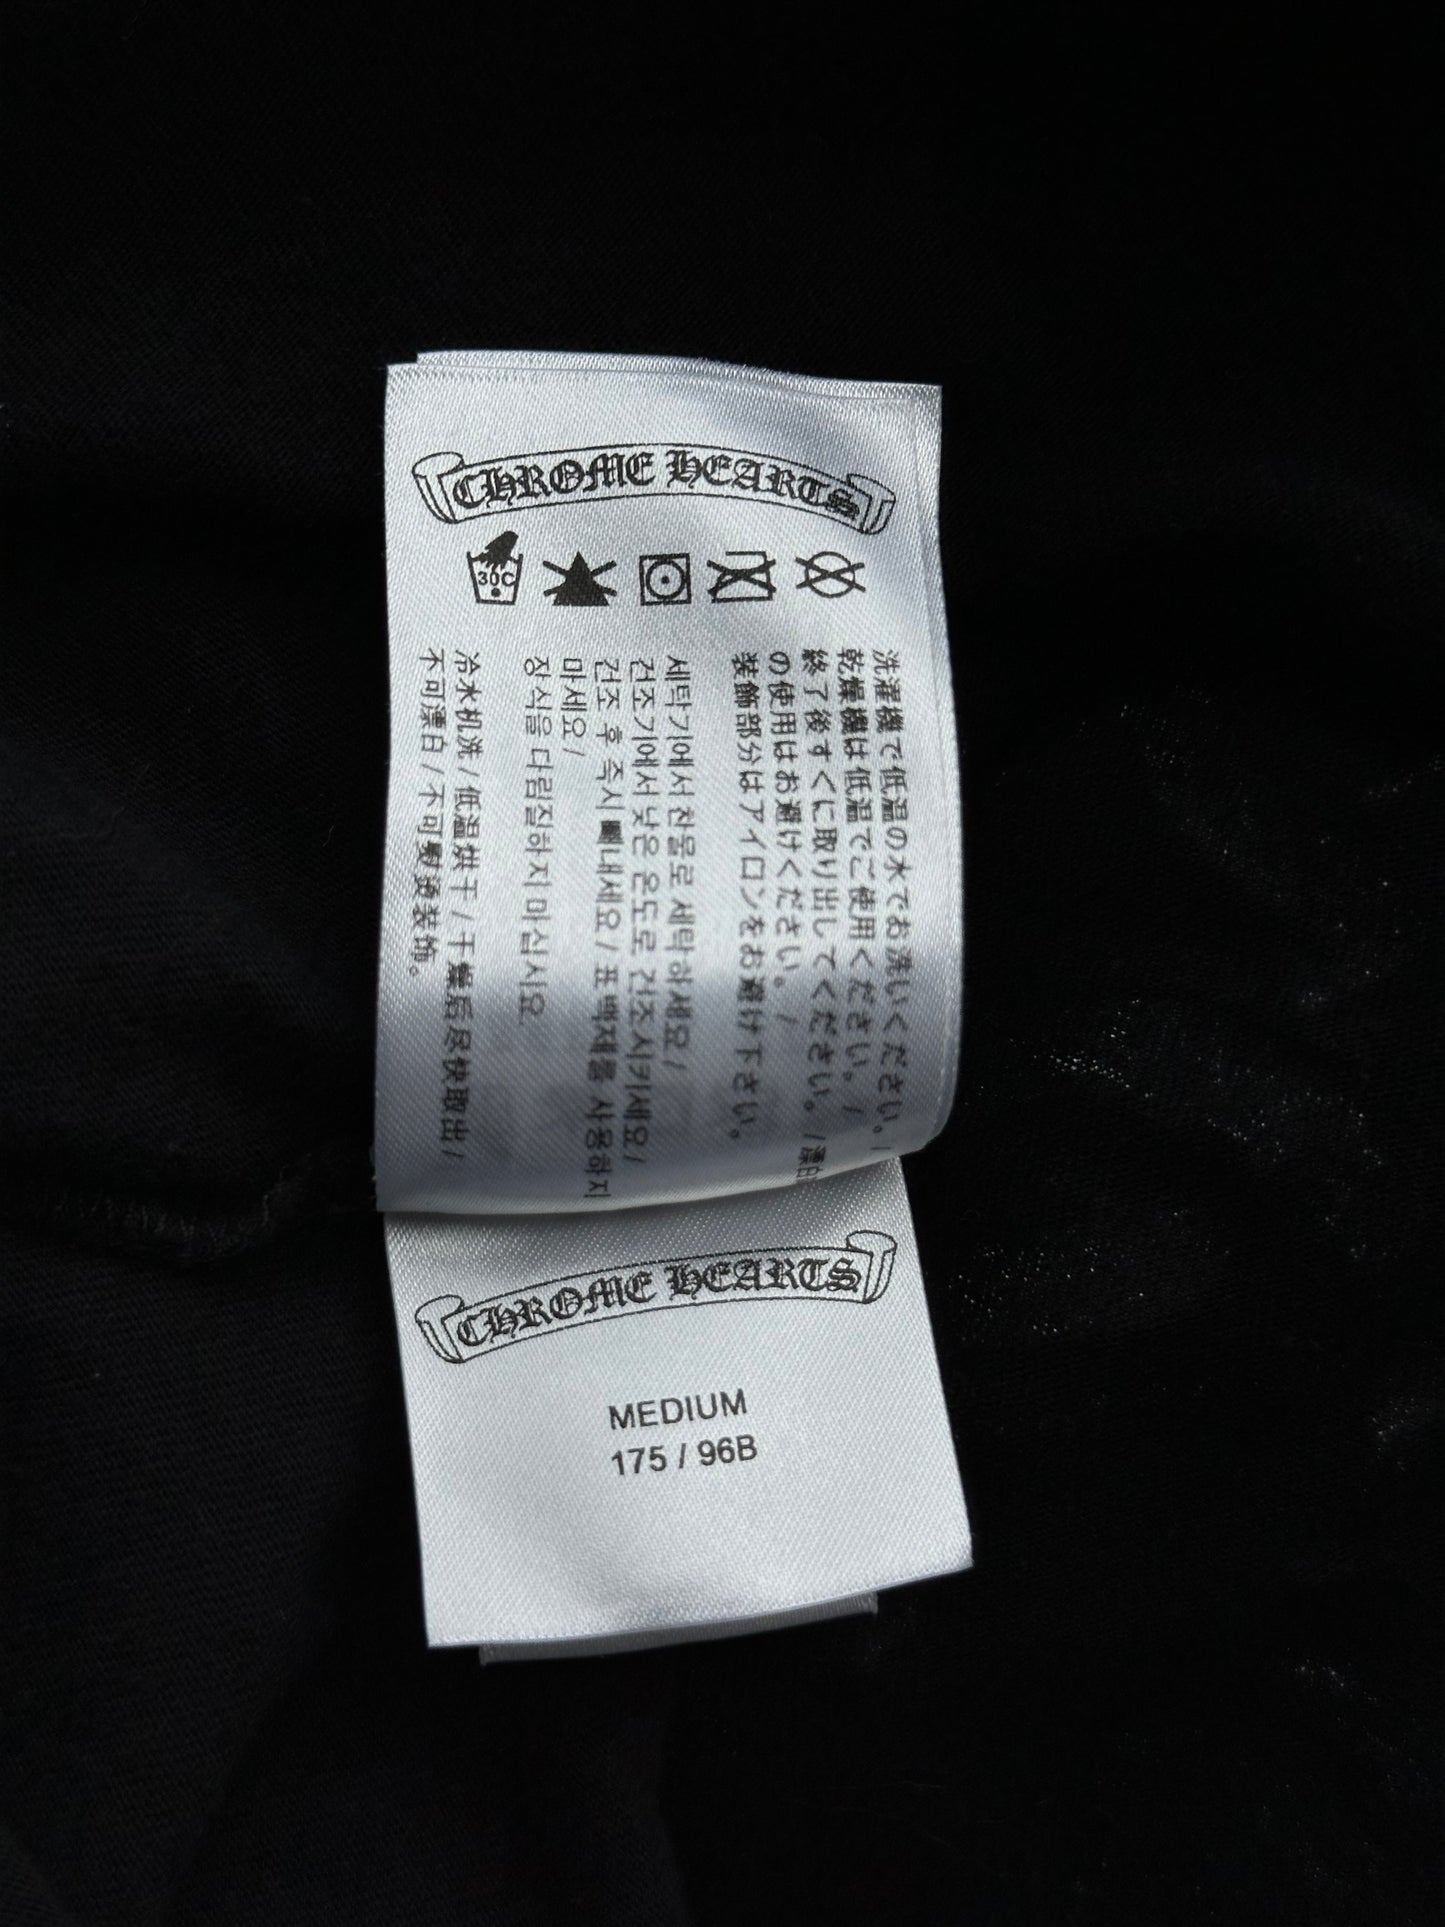 CHROME HEARTS
30C
洗濯機で低温の水でお洗いください。/
乾燥機は低温でご使用ください。/
終了後すぐに取り出してください。/漂白
の使用はお避けください。/
装飾部分はアイロンをお避け下さい。
세탁기에서 찬물로 세탁하세요/
건조기에서 낮은 온도로 건조시키세요/
건조 후 즉시 빼내세요/ 표백제를 사용하지
마세요/
장식을 다림질하지 마십시오
冷水机洗/低温烘干/干燥后尽快取出/
不可漂白/不可熨烫装饰。
CHROME HEARTS
MEDIUM
175 / 96B